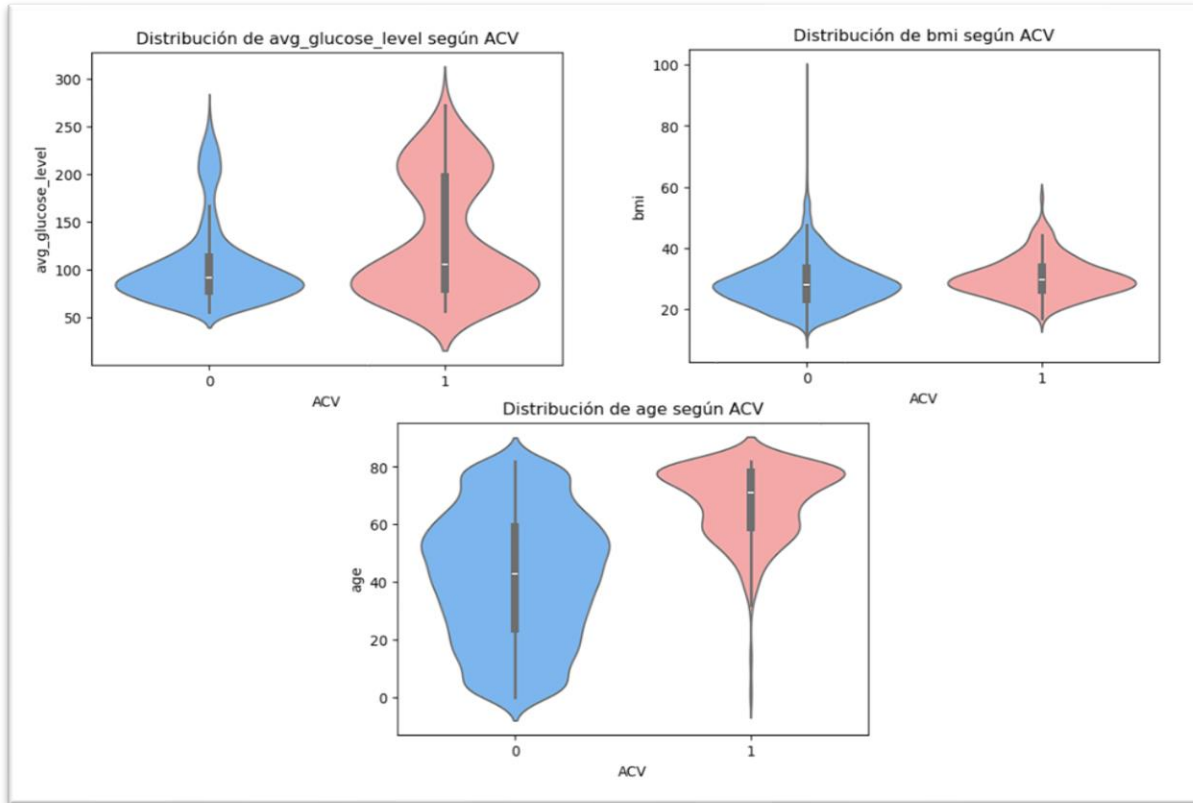 Distribución de avg_glucose_level según ACV
300
250
200
150
100
50
avg_glucose_level
0 1
ACV
Distribución de bmi según ACV
100
80
60
40
20
bmi
0 1
ACV
Distribución de age según ACV
80
60
40
20
0
age
0 1
ACV